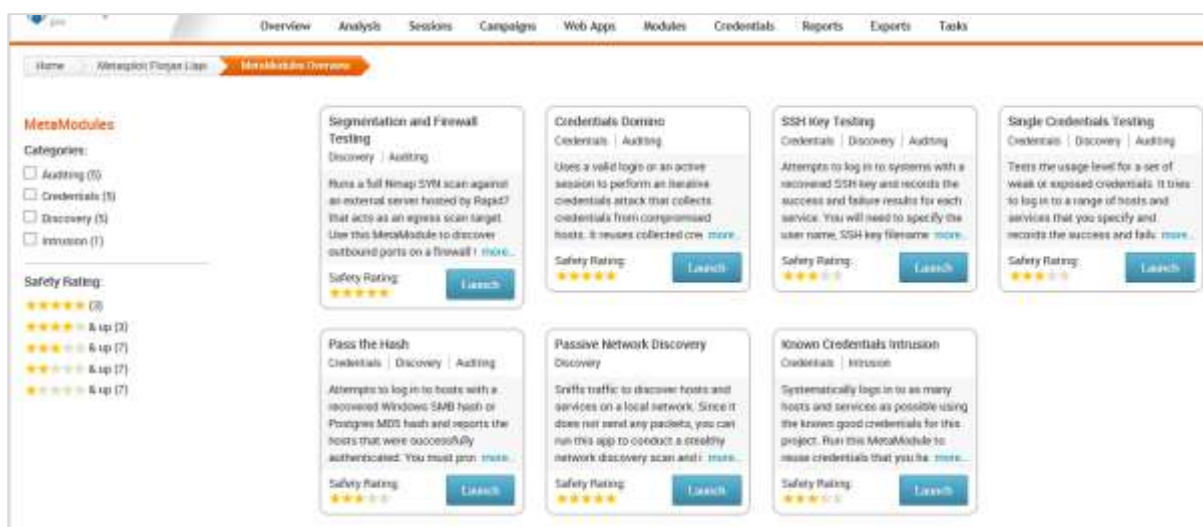 pro
Overview Analysis Sessions Campaigns Web Apps Modules Credentials Reports Exports Tasks
Home Metasploit MetaModules Overview
MetaModules
Categories:
Auditing (5)
Credentials (5)
Discovery (5)
Intrusion (1)
Safety Rating:
(3)
& up (3)
& up (7)
& up (7)
& up (7)
Segmentation and Firewall
Testing
Discovery | Auditing
Runs a full Nmap SYN scan against
an external server hosted by Rapid7
that acts as an egress scan target.
Use this MetaModule to discover
outbound ports on a firewall more...
Safety Rating:
Launch
Credentials Domino
Credentials | Auditing
Uses a valid login or an active
session to perform an iterative
credentials attack that collects
credentials from compromised
hosts. It reuses collected cre more...
Safety Rating:
Launch
SSH Key Testing
Credentials | Discovery | Auditing
Attempts to log in to systems with a
recovered SSH key and records the
success and failure results for each
service. You will need to specify the
user name, SSH key filename more...
Safety Rating:
Launch
Single Credentials Testing
Credentials | Discovery | Auditing
Tests the usage level for a set of
weak or exposed credentials. It tries
to log in to a range of hosts and
services that you specify and
records the success and failu more...
Safety Rating:
Launch
Pass the Hash
Credentials | Discovery | Auditing
Attempts to log in to hosts with a
recovered Windows SMB hash or
Postgres MD5 hash and reports the
hosts that were successfully
authenticated. You must prov more...
Safety Rating:
Launch
Passive Network Discovery
Discovery
Sniffs traffic to discover hosts and
services on a local network. Since it
does not send any packets, you can
run this app to conduct a stealthy
network discovery scan and i more...
Safety Rating:
Launch
Known Credentials Intrusion
Credentials | Intrusion
Systematically logs in to as many
hosts and services as possible using
the known good credentials for this
project. Run this MetaModule to
reuse credentials that you ha more...
Safety Rating:
Launch